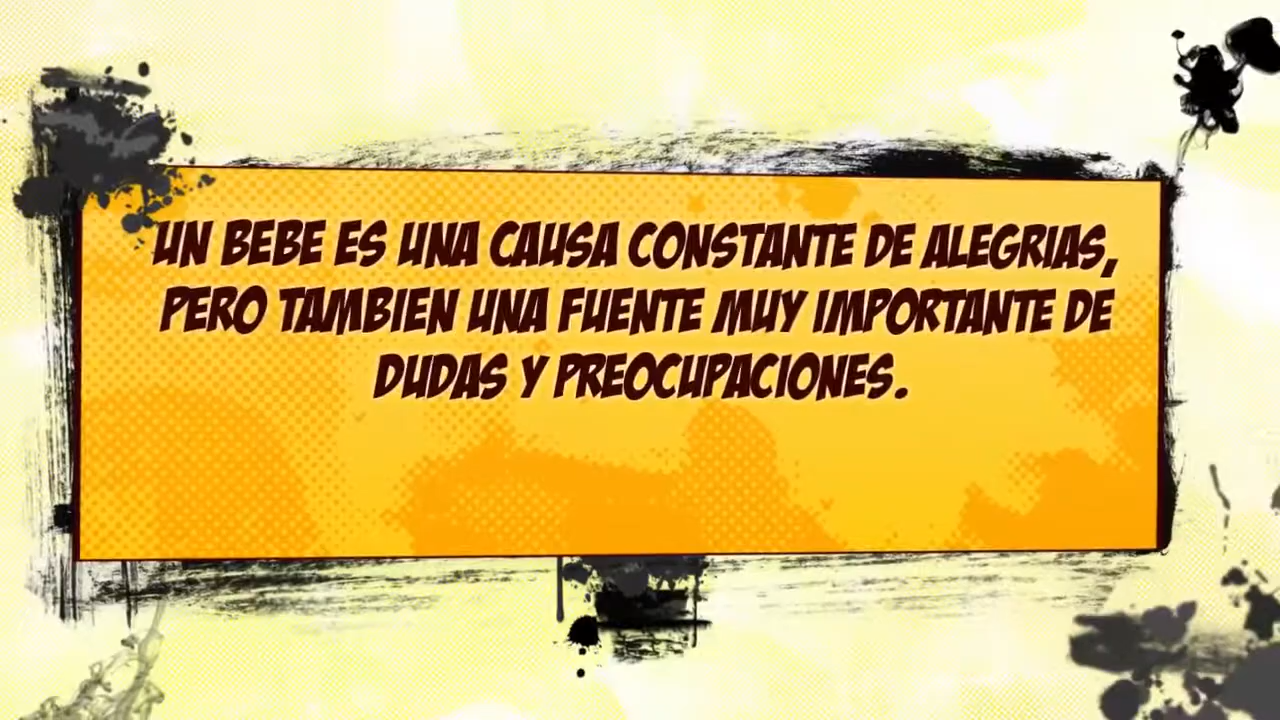 UN BEBE ES UNA CAUSA CONSTANTE DE ALEGRIAS,
PERO TAMBIEN UNA FUENTE MUY IMPORTANTE DE
DUDAS Y PREOCUPACIONES.